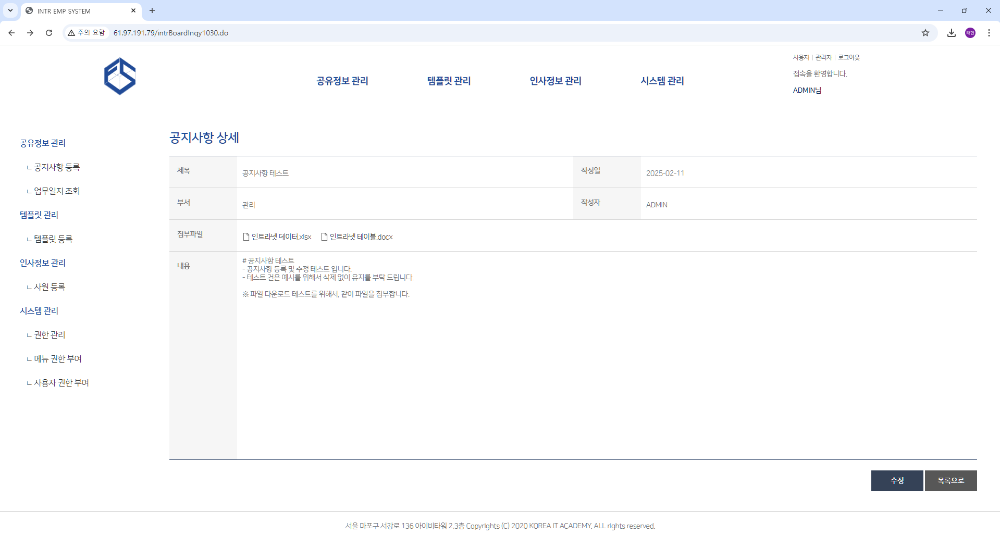 INTR EMP SYSTEM
주의 요함 61.97.191.79/intrBoardInqy1030.do
태현
사용자 관리자 로그아웃
접속을 환영합니다.
ADMIN님
공유정보 관리 템플릿 관리 인사정보 관리 시스템 관리
공유정보 관리
ㄴ 공지사항 등록
ㄴ 업무일지 조회
템플릿 관리
ㄴ 템플릿 등록
인사정보 관리
ㄴ 사원 등록
시스템 관리
ㄴ 권한 관리
ㄴ 메뉴 권한 부여
ㄴ 사용자 권한 부여
공지사항 상세
제목 공지사항 테스트 작성일 2025-02-11
부서 관리 작성자 ADMIN
첨부파일 인트라넷 데이터.xlsx 인트라넷 테이블.docx
내용
# 공지사항 테스트
- 공지사항 등록 및 수정 테스트 입니다.
- 테스트 건은 예시를 위해서 삭제 없이 유지를 부탁 드립니다.
※ 파일 다운로드 테스트를 위해서, 같이 파일을 첨부합니다.
수정 목록으로
서울 마포구 서강로 136 아이비타워 2,3층 Copyrights (C) 2020 KOREA IT ACADEMY. ALL rights reserved.